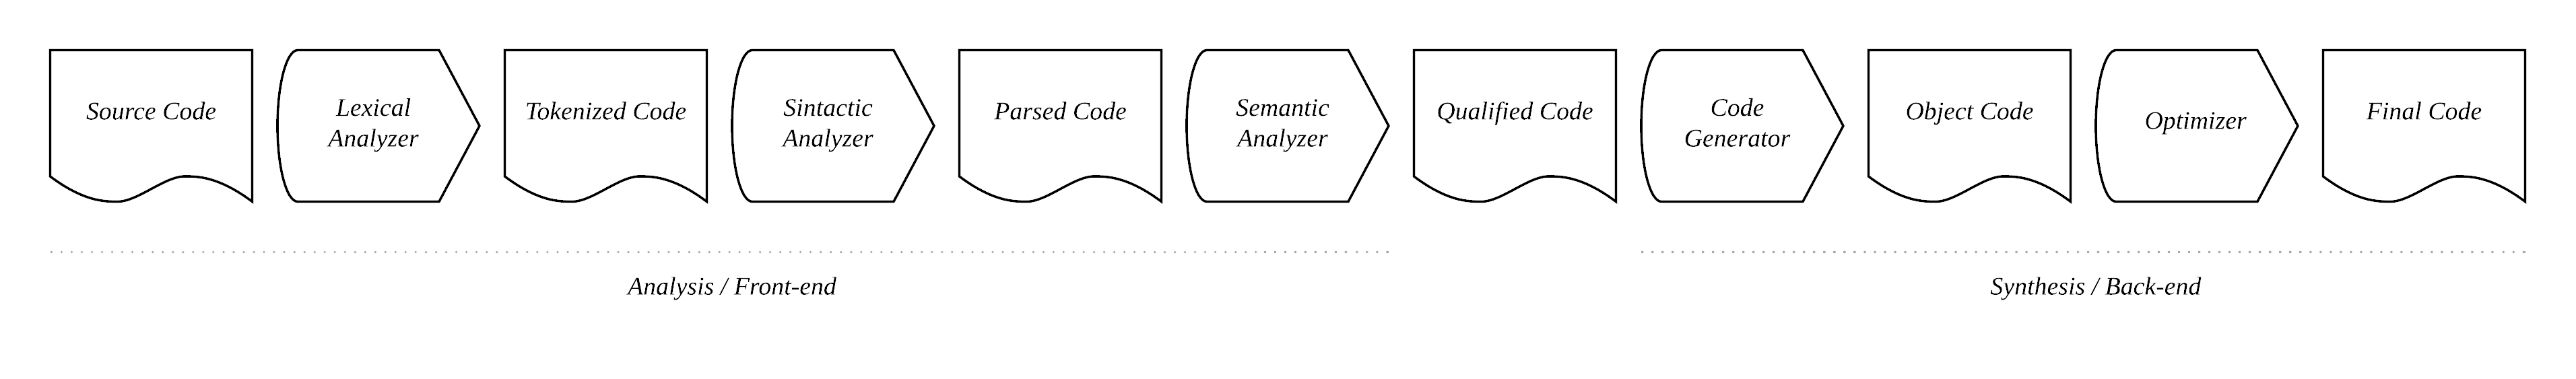 Source Code
Lexical
Analyzer
Tokenized Code
Sintactic
Analyzer
Parsed Code
Semantic
Analyzer
Qualified Code
Code
Generator
Object Code
Optimizer
Final Code
Analysis / Front-end
Synthesis / Back-end